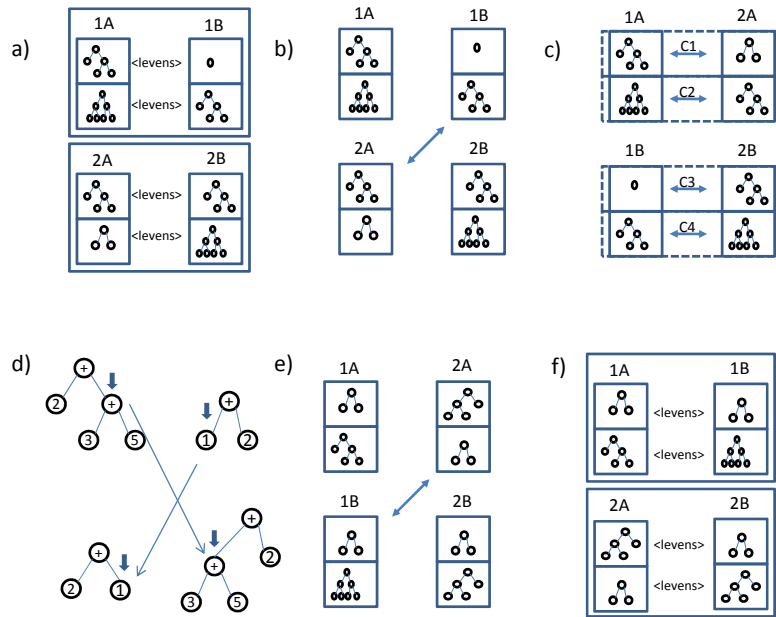 a)
1A 1B
<levens>
<levens>
2A 2B
<levens>
<levens>
b)
1A 1B
2A 2B
c)
1A 2A
C1
C2
1B 2B
C3
C4
d)
+
2 +
3 5
+
1 2
+
2 1
+
+ 2
3 5
e)
1A 2A
1B 2B
f)
1A 1B
<levens>
<levens>
2A 2B
<levens>
<levens>